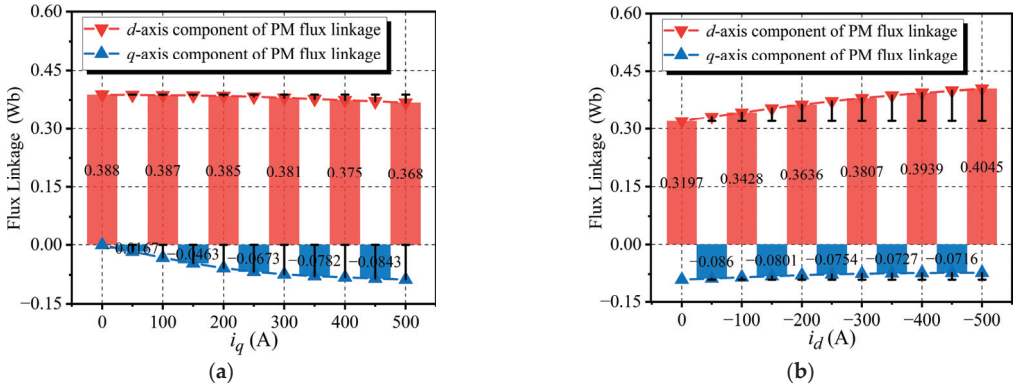 0.60
0.45
0.30
0.15
0.00
−0.15
Flux Linkage (Wb)
d-axis component of PM flux linkage
q-axis component of PM flux linkage
0.388 0.387 0.385 0.381 0.375 0.368
−0.0167 −0.0463 −0.0673 −0.0782 −0.0843
0 100 200 300 400 500
iq (A)
(a)
0.60
0.45
0.30
0.15
0.00
−0.15
Flux Linkage (Wb)
d-axis component of PM flux linkage
q-axis component of PM flux linkage
0.3197 0.3428 0.3636 0.3807 0.3939 0.4045
−0.086 −0.0801 −0.0754 −0.0727 −0.0716
0 −100 −200 −300 −400 −500
id (A)
(b)